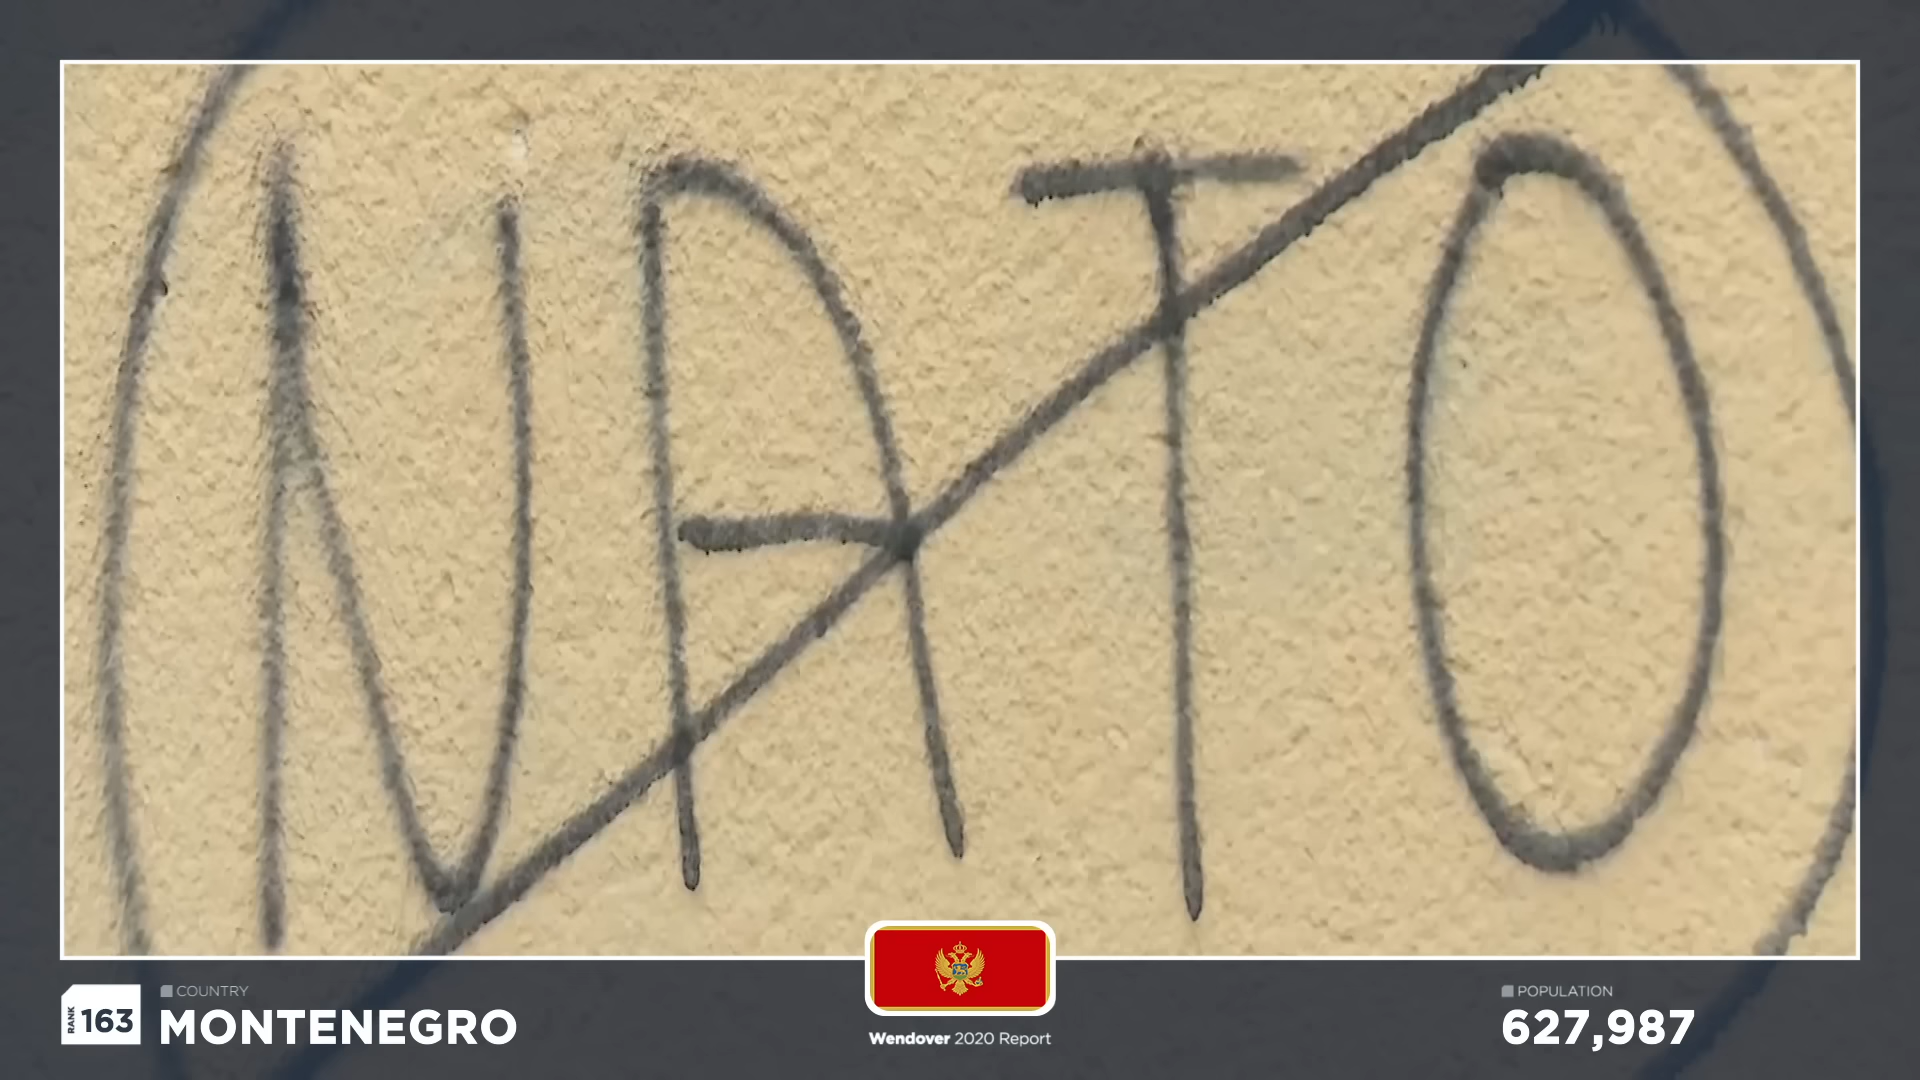 NATO
RANK
163
COUNTRY
MONTENEGRO
Wendover 2020 Report
POPULATION
627,987